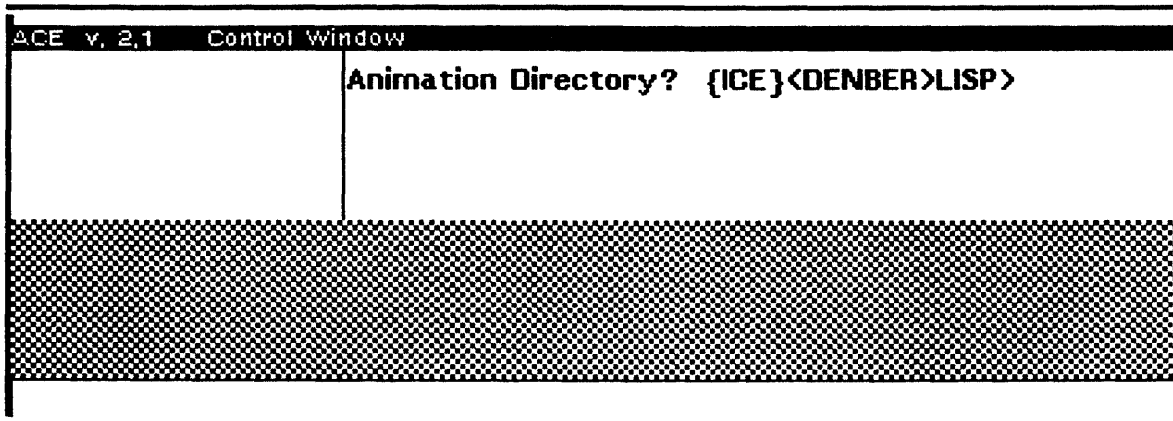 ACE v. 2.1 Control Window
Animation Directory? {ICE}<DENBER>LISP>